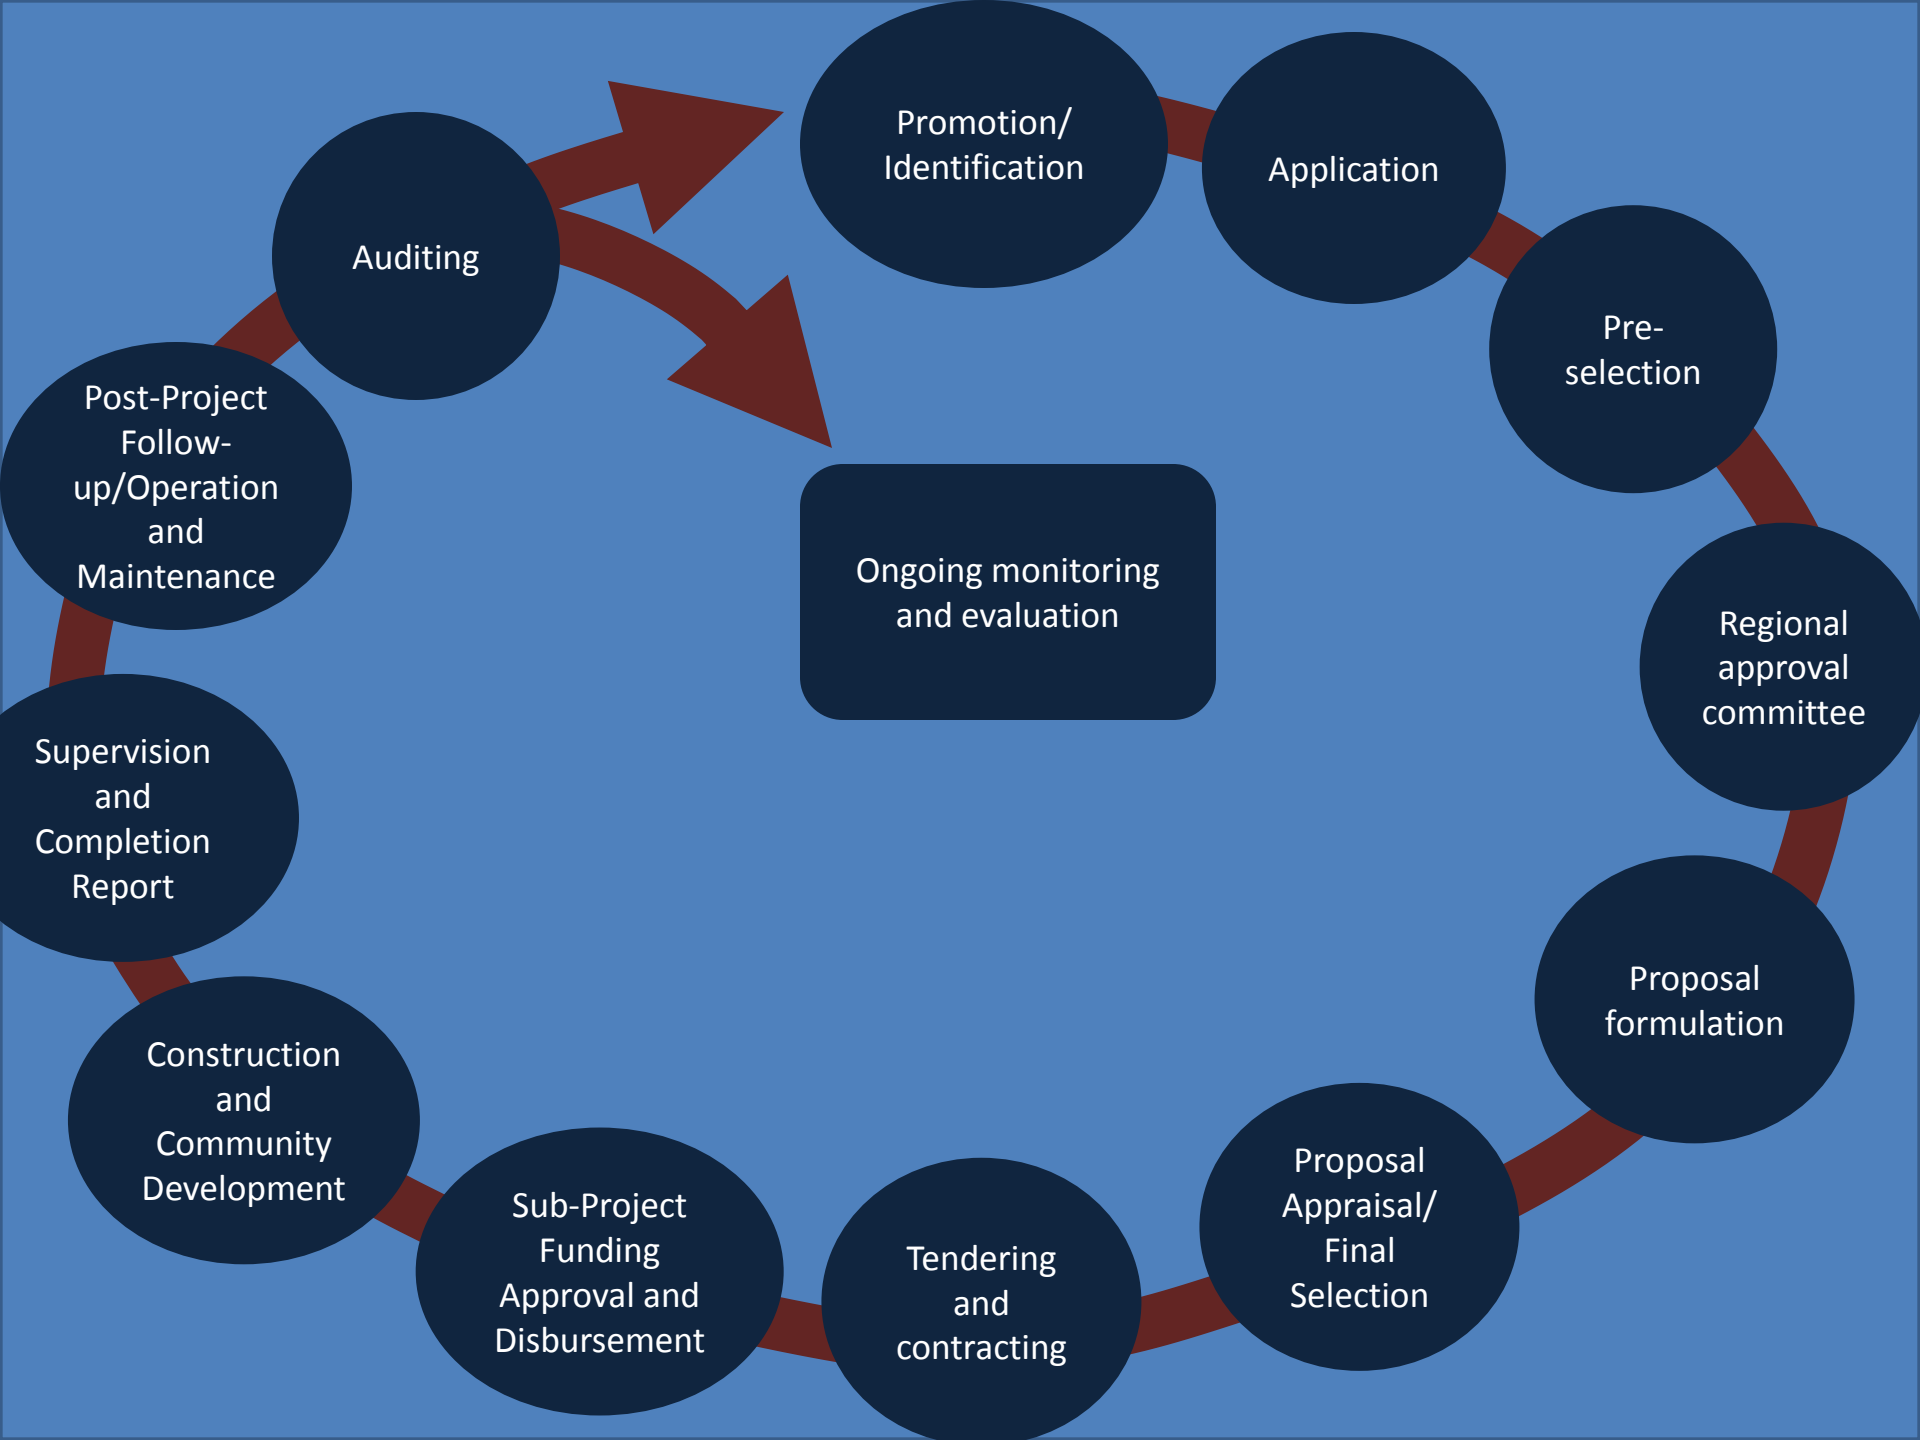 Promotion/
Identification
Application
Pre-
selection
Regional
approval
committee
Proposal
formulation
Proposal
Appraisal/
Final
Selection
Tendering
and
contracting
Sub-Project
Funding
Approval and
Disbursement
Construction
and
Community
Development
Supervision
and
Completion
Report
Post-Project
Follow-
up/Operation
and
Maintenance
Auditing
Ongoing monitoring
and evaluation